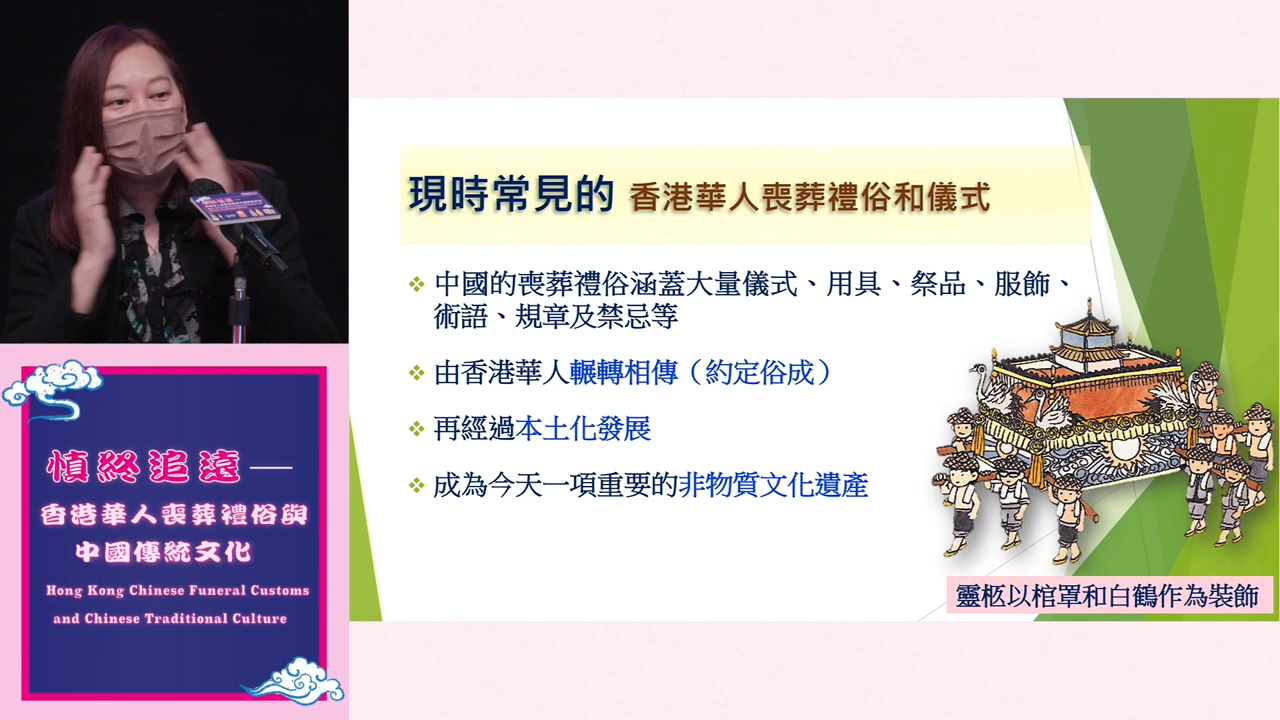 現時常見的 香港華人喪葬禮俗和儀式
中國的喪葬禮俗涵蓋大量儀式、用具、祭品、服飾、
術語、規章及禁忌等
由香港華人輾轉相傳（約定俗成）
再經過本土化發展
成為今天一項重要的非物質文化遺產
靈柩以棺罩和白鶴作為裝飾
慎終追遠——
香港華人喪葬禮俗與
中國傳統文化
Hong Kong Chinese Funeral Customs
and Chinese Traditional Culture